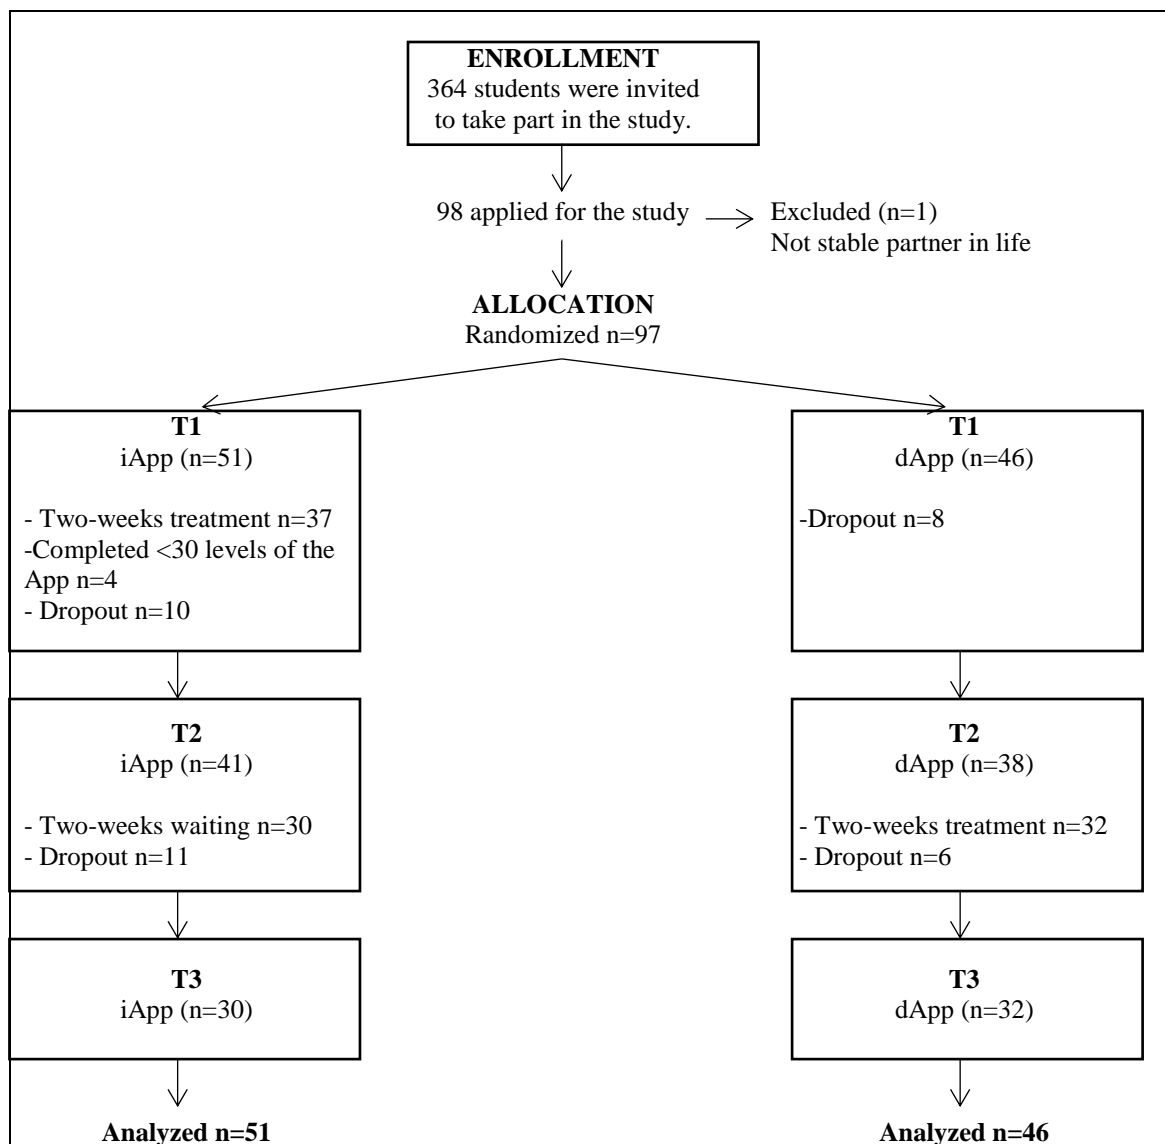 ENROLLMENT
364 students were invited
to take part in the study.
98 applied for the study
Excluded (n=1)
Not stable partner in life
ALLOCATION
Randomized n=97
T1
iApp (n=51)
- Two-weeks treatment n=37
-Completed <30 levels of the
App n=4
- Dropout n=10
T1
dApp (n=46)
-Dropout n=8
T2
iApp (n=41)
- Two-weeks waiting n=30
- Dropout n=11
T2
dApp (n=38)
- Two-weeks treatment n=32
- Dropout n=6
T3
iApp (n=30)
T3
dApp (n=32)
Analyzed n=51
Analyzed n=46